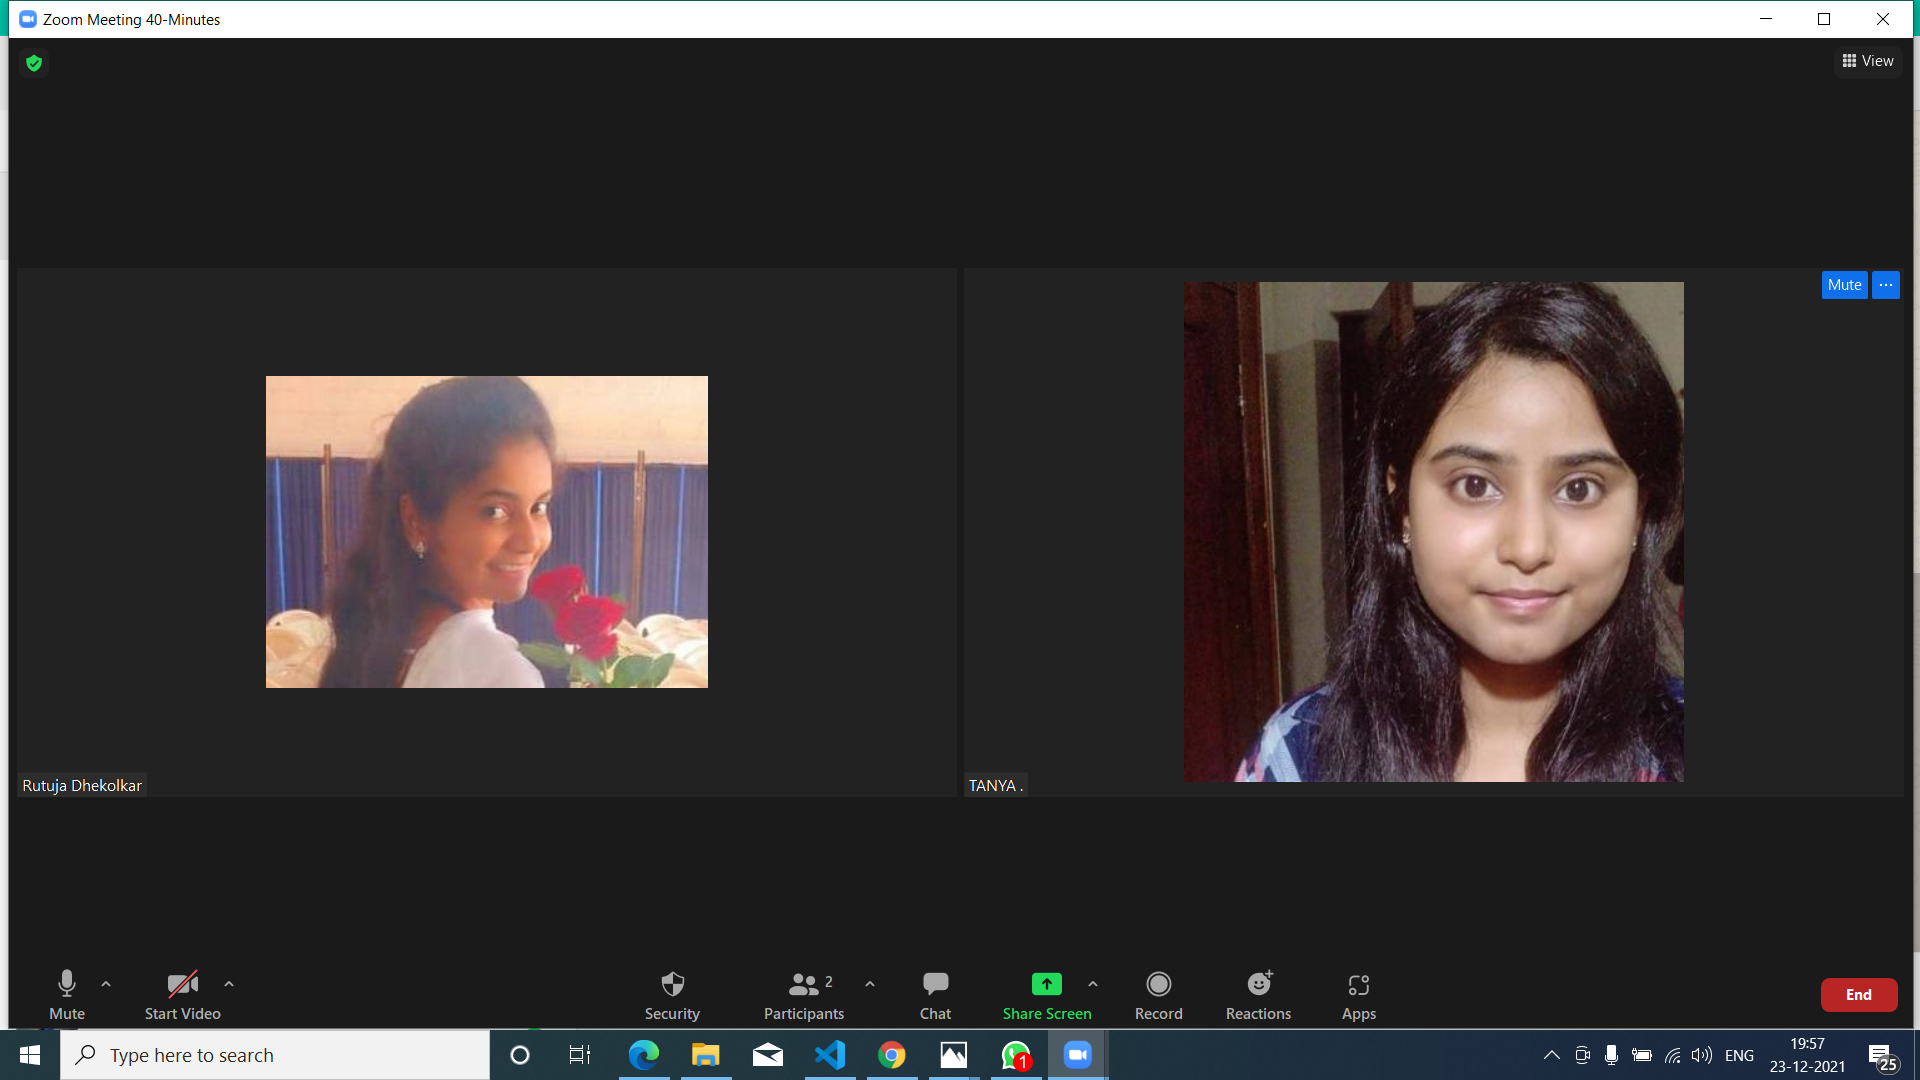 Zoom Meeting 40-Minutes
View
Mute ...
Rutuja Dhekolkar
TANYA .
Mute
Start Video
Security
2
Participants
Chat
Share Screen
Record
Reactions
Apps
End
Type here to search
1
ENG
19:57
23-12-2021
25